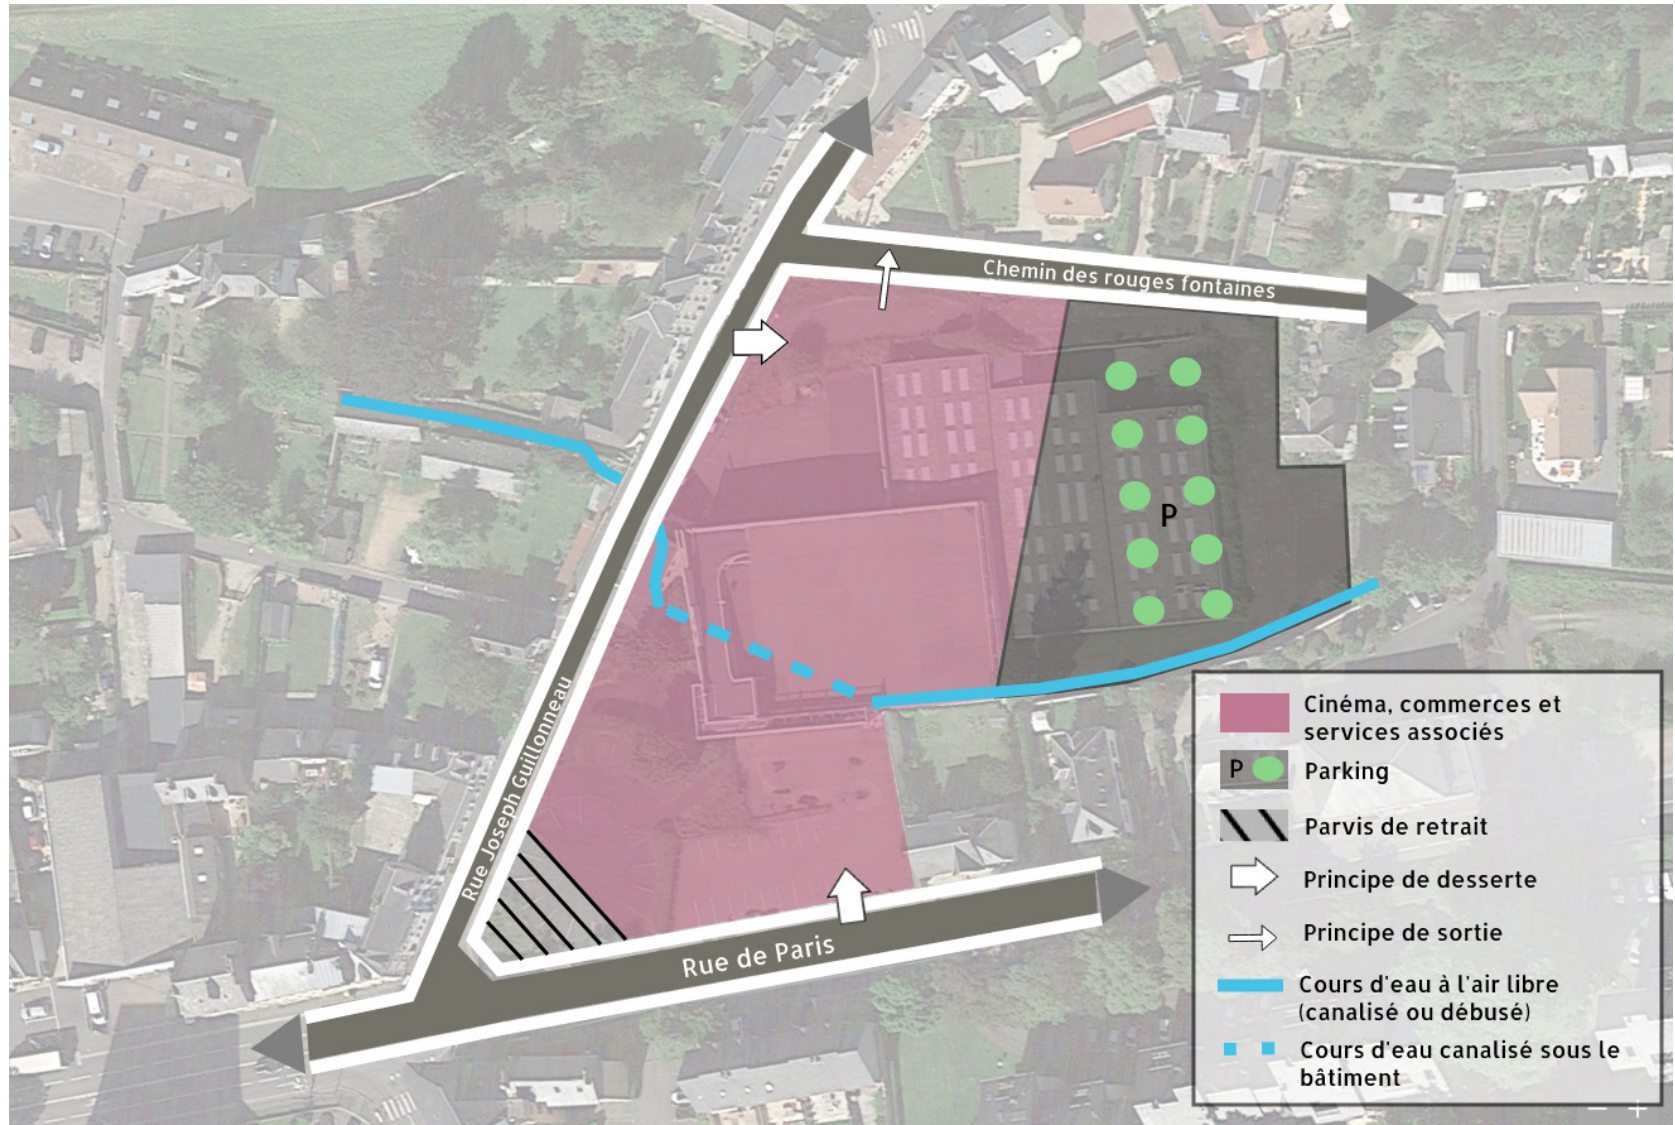 Chemin des rouges fontaines
P
Rue Joseph Guillonneau
Rue de Paris
Cinéma, commerces et
services associés
P
Parking
Parvis de retrait
Principe de desserte
Principe de sortie
Cours d'eau à l'air libre
(canalisé ou débusé)
Cours d'eau canalisé sous le
bâtiment